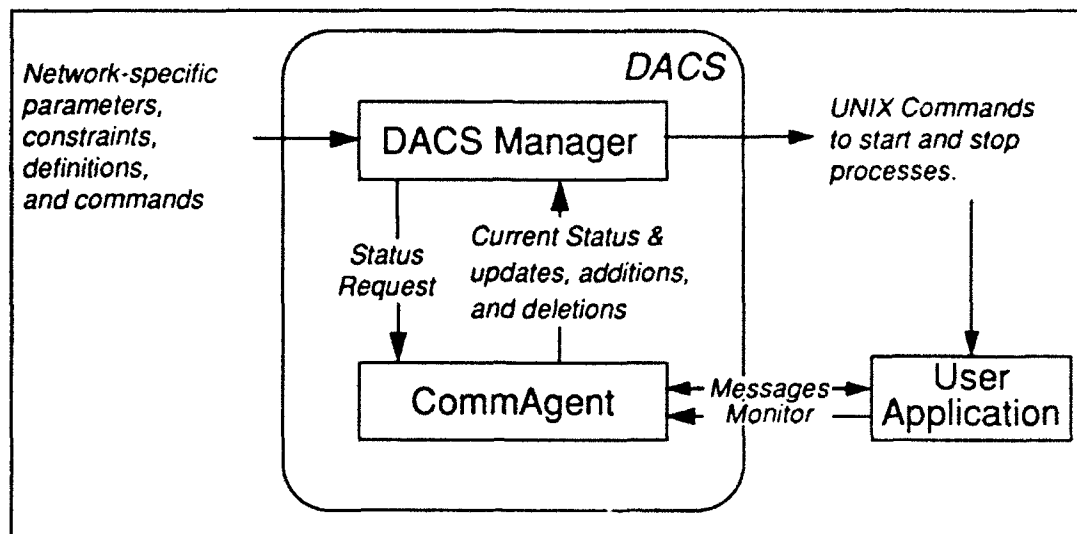 DACS
Network-specific
parameters,
constraints,
definitions,
and commands
DACS Manager
UNIX Commands
to start and stop
processes.
Status
Request
Current Status &
updates, additions,
and deletions
CommAgent
Messages
Monitor
User
Application